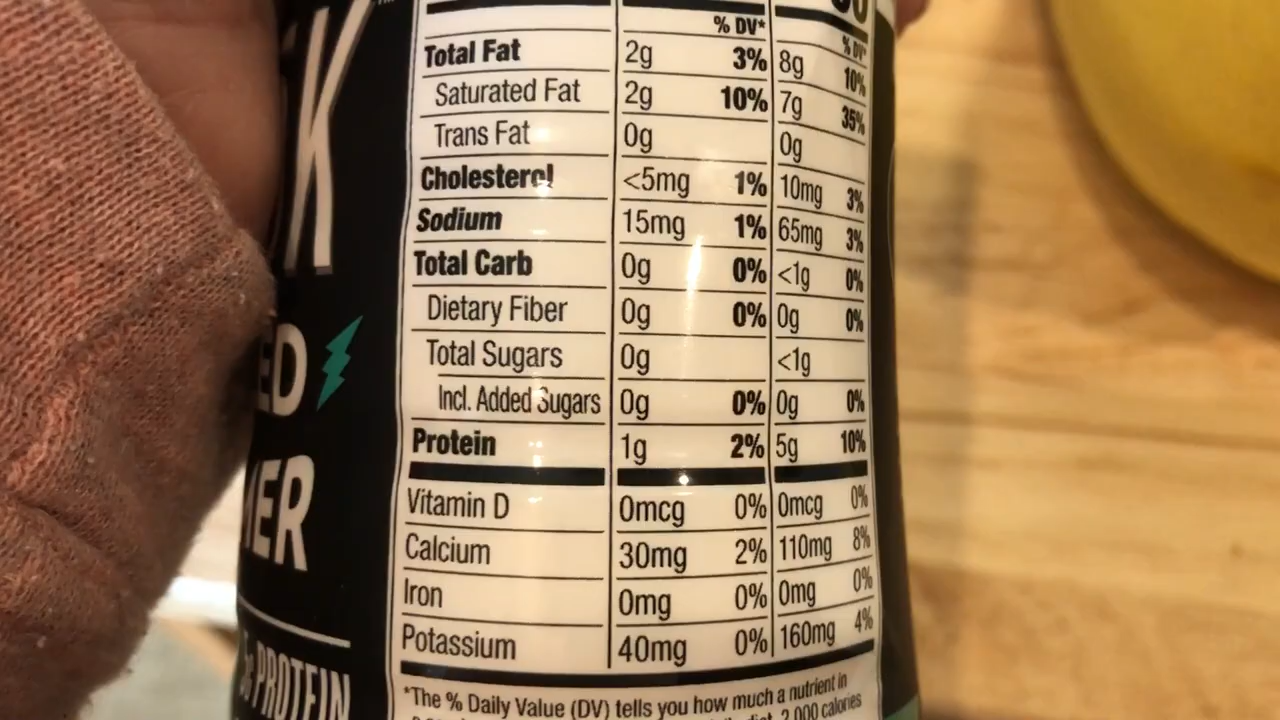 K
ED
MER
PROTEIN
% DV* % DV*
Total Fat 2g 3% 8g 10%
Saturated Fat 2g 10% 7g 35%
Trans Fat 0g 0g
Cholesterol <5mg 1% 10mg 3%
Sodium 15mg 1% 65mg 3%
Total Carb 0g 0% <1g 0%
Dietary Fiber 0g 0% 0g 0%
Total Sugars 0g <1g
Incl. Added Sugars 0g 0% 0g 0%
Protein 1g 2% 5g 10%
Vitamin D 0mcg 0% 0mcg 0%
Calcium 30mg 2% 110mg 8%
Iron 0mg 0% 0mg 0%
Potassium 40mg 0% 160mg 4%
*The % Daily Value (DV) tells you how much a nutrient in
2,000 calories